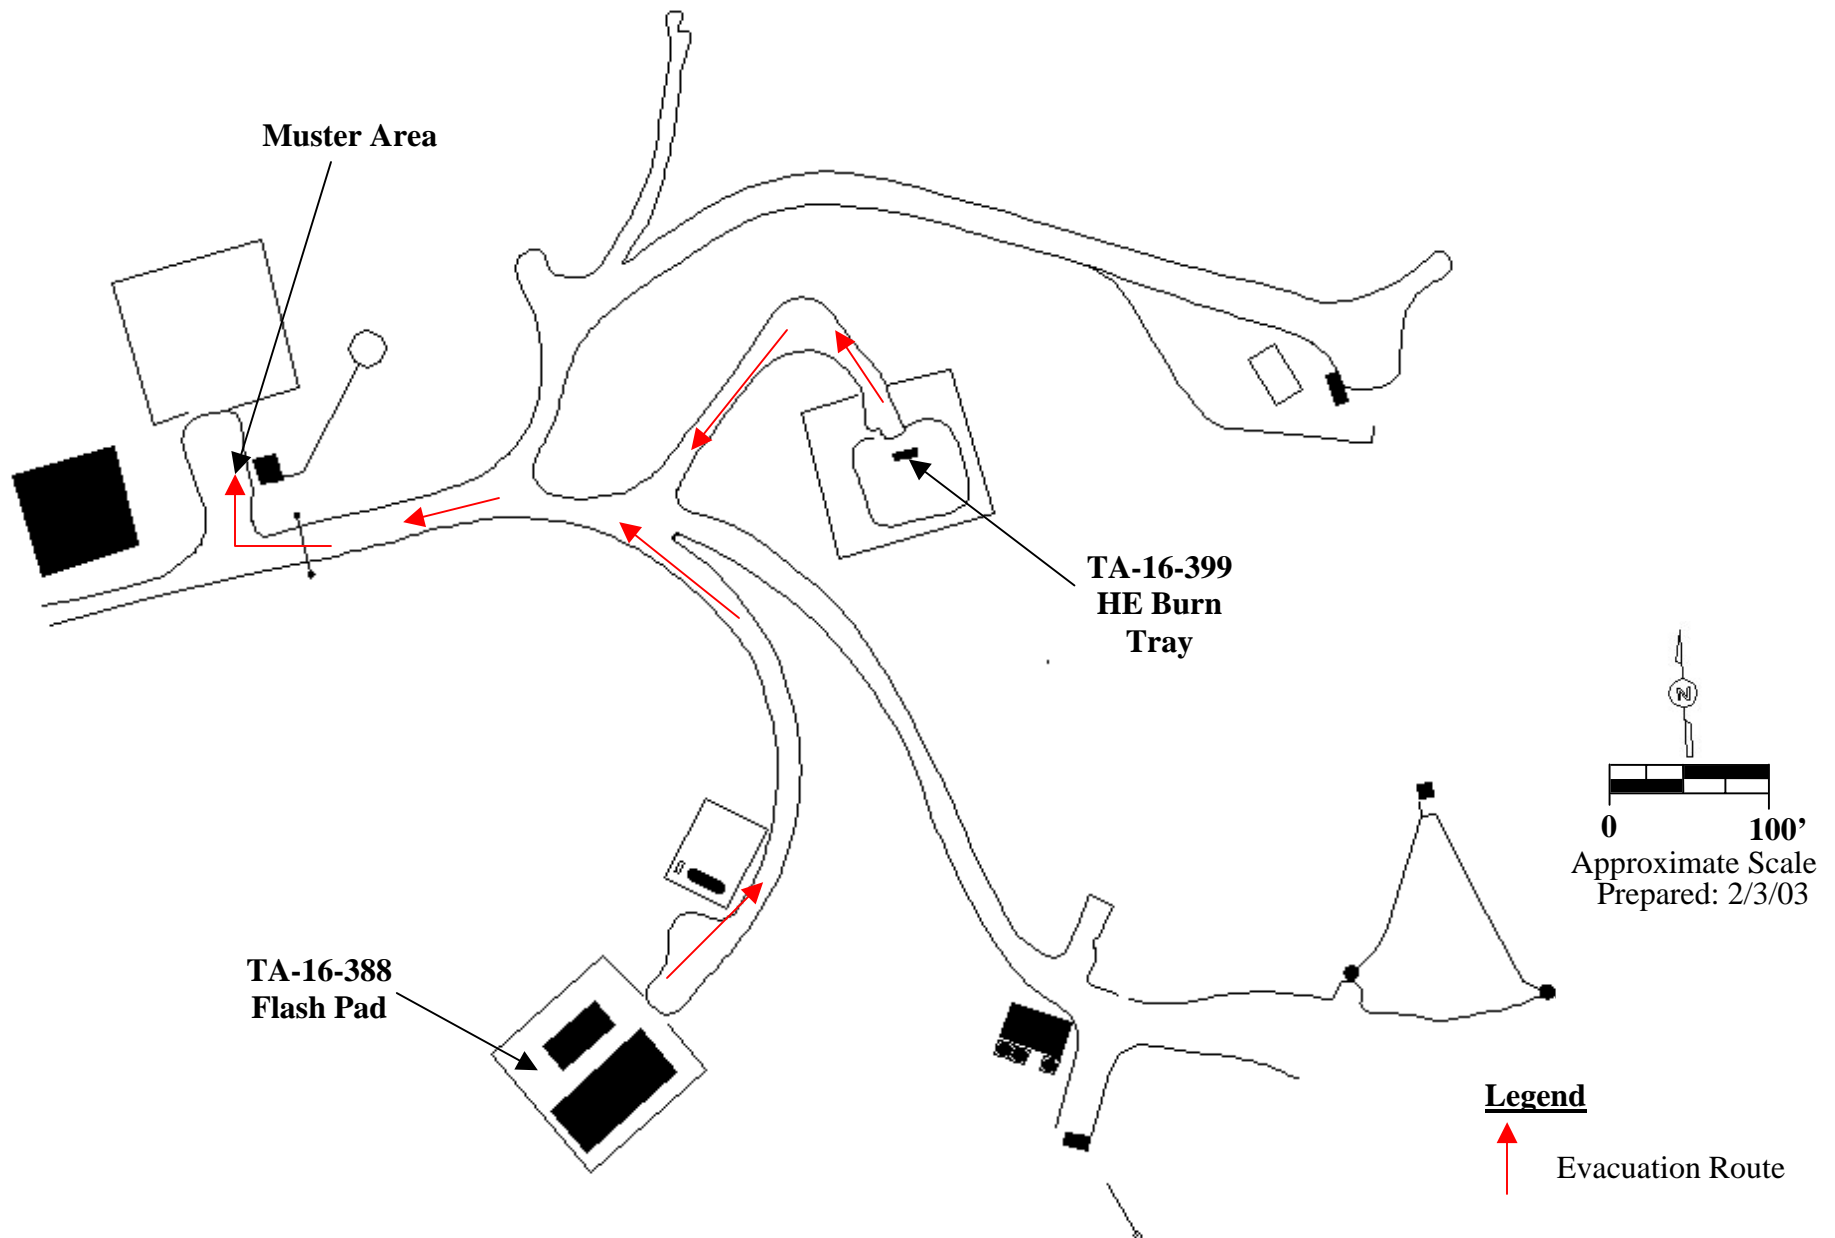 Muster Area
TA-16-399
HE Burn
Tray
N
0 100’
Approximate Scale
Prepared: 2/3/03
TA-16-388
Flash Pad
Legend
Evacuation Route